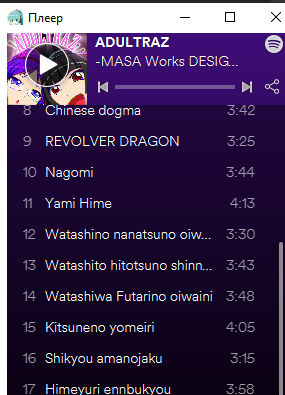 Плеер
ADULTRAZ
-MASA Works DESIG...
8 Chinese dogma 3:42
9 REVOLVER DRAGON 3:25
10 Nagomi 3:44
11 Yami Hime 4:13
12 Watashino nanatsuno oiw... 3:30
13 Watashito hitotsuno shinn... 3:43
14 Watashiwa Futarino oiwaini 3:48
15 Kitsuneno yomeiri 4:05
16 Shikyou amanojaku 3:15
17 Himeyuri ennbukyou 3:58